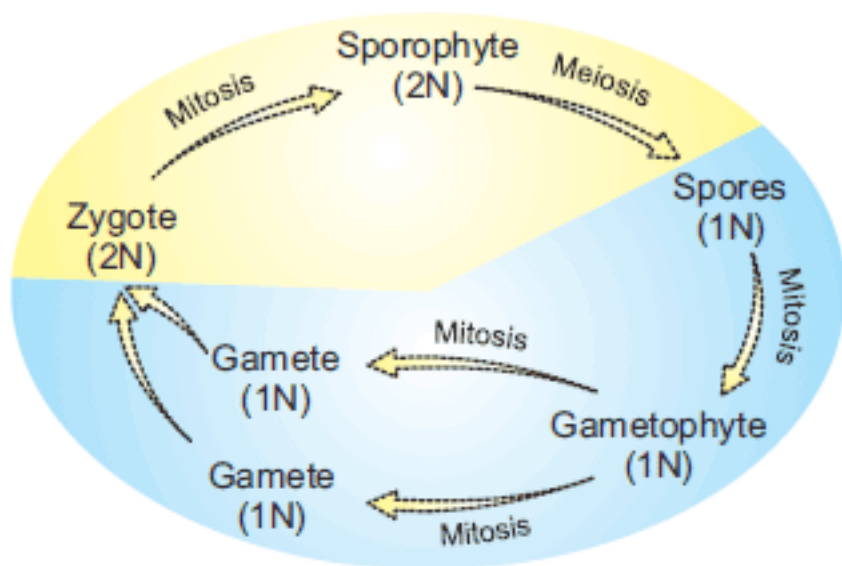 Sporophyte
(2N)
Mitosis
Meiosis
Spores
(1N)
Zygote
(2N)
Mitosis
Mitosis
Gamete
(1N)
Gametophyte
(1N)
Gamete
(1N)
Mitosis